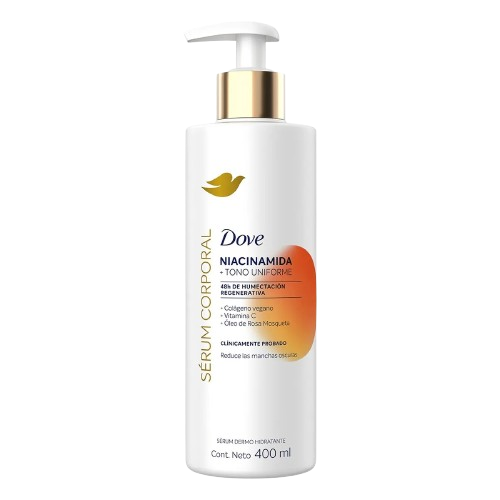 SÉRUM CORPORAL
Dove
NIACINAMIDA
+ TONO UNIFORME
48h DE HUMECTACIÓN
REGENERATIVA
• Colágeno vegano
• Vitamina C
• Óleo de Rosa Mosqueta
CLÍNICAMENTE PROBADO
Reduce las manchas oscuras
SÉRUM DERMO HIDRATANTE
Cont. Neto 400 ml